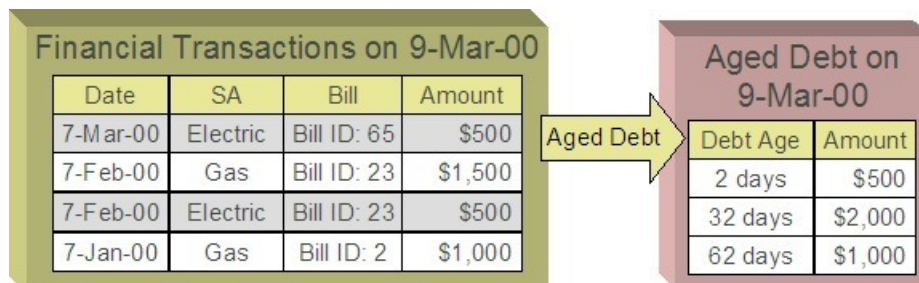 Financial Transactions on 9-Mar-00
Date SA Bill Amount
7-Mar-00 Electric Bill ID: 65 $500
7-Feb-00 Gas Bill ID: 23 $1,500
7-Feb-00 Electric Bill ID: 23 $500
7-Jan-00 Gas Bill ID: 2 $1,000
Aged Debt
Aged Debt on
9-Mar-00
Debt Age Amount
2 days $500
32 days $2,000
62 days $1,000